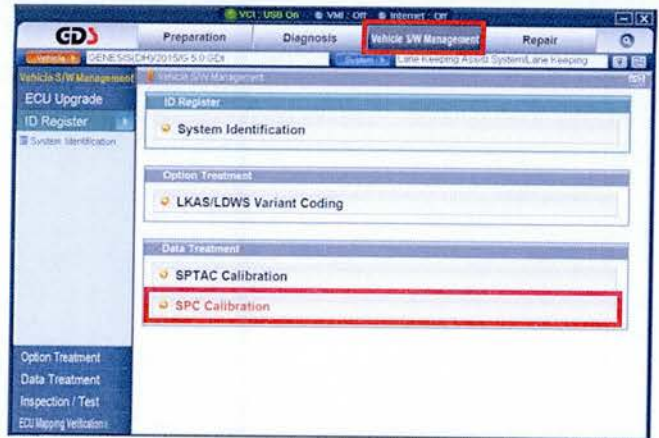 VCI : USB On VMI : Off Internet : Off
GDS Preparation Diagnosis Vehicle S/W Management Repair
Vehicle GENESIS(DH)/2015/G 5.0 GDI System Lane Keeping Assist System/Lane Keeping
Vehicle S/W Management
Vehicle S/W Management
ECU Upgrade
ID Register
System Identification
ID Register
System Identification
Option Treatment
LKAS/LDWS Variant Coding
Data Treatment
SPTAC Calibration
SPC Calibration
Option Treatment
Data Treatment
Inspection / Test
ECU Mapping Verification